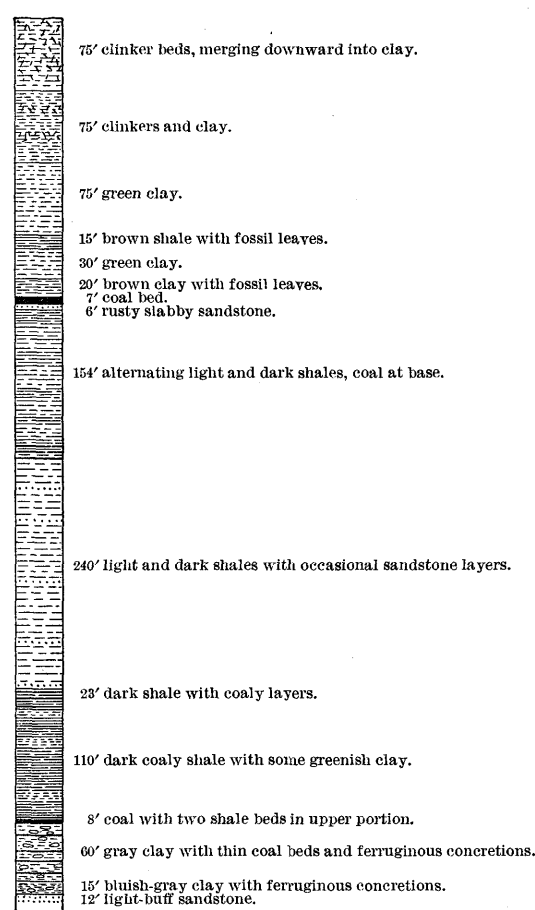 75′ clinker beds, merging downward into clay.
75′ clinkers and clay.
75′ green clay.
15′ brown shale with fossil leaves.
30′ green clay.
20′ brown clay with fossil leaves.
7′ coal bed.
6′ rusty slabby sandstone.
154′ alternating light and dark shales, coal at base.
240′ light and dark shales with occasional sandstone layers.
23′ dark shale with coaly layers.
110′ dark coaly shale with some greenish clay.
8′ coal with two shale beds in upper portion.
60′ gray clay with thin coal beds and ferruginous concretions.
15′ bluish-gray clay with ferruginous concretions.
12′ light-buff sandstone.